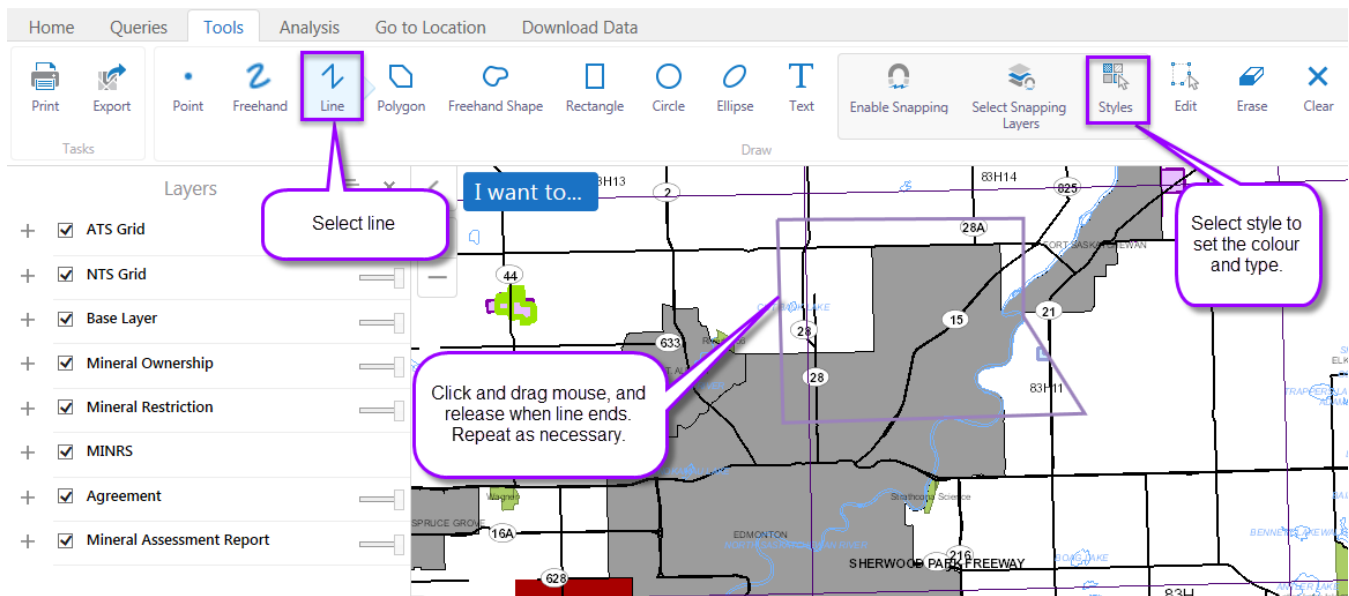 Home Queries Tools Analysis Go to Location Download Data
Print Export Point Freehand Line Polygon Freehand Shape Rectangle Circle Ellipse Text Enable Snapping Select Snapping Styles Edit Erase Clear
Layers
Tasks Draw
Layers
I want to...
83H13
2
83H14
825
Select line
Select style to
set the colour
and type.
ATS Grid
28A
FORT SASKATCHEWAN
NTS Grid
44
Base Layer
28
15
21
633
Mineral Ownership
28
83H11
ELK
Click and drag mouse, and
release when line ends.
Repeat as necessary.
Mineral Restriction
MINRS
Agreement
Wagner
Strathcona Science
SPRUCE GROVE
16A
EDMONTON
Mineral Assessment Report
216
SHERWOOD PARK FREEWAY
628
83H